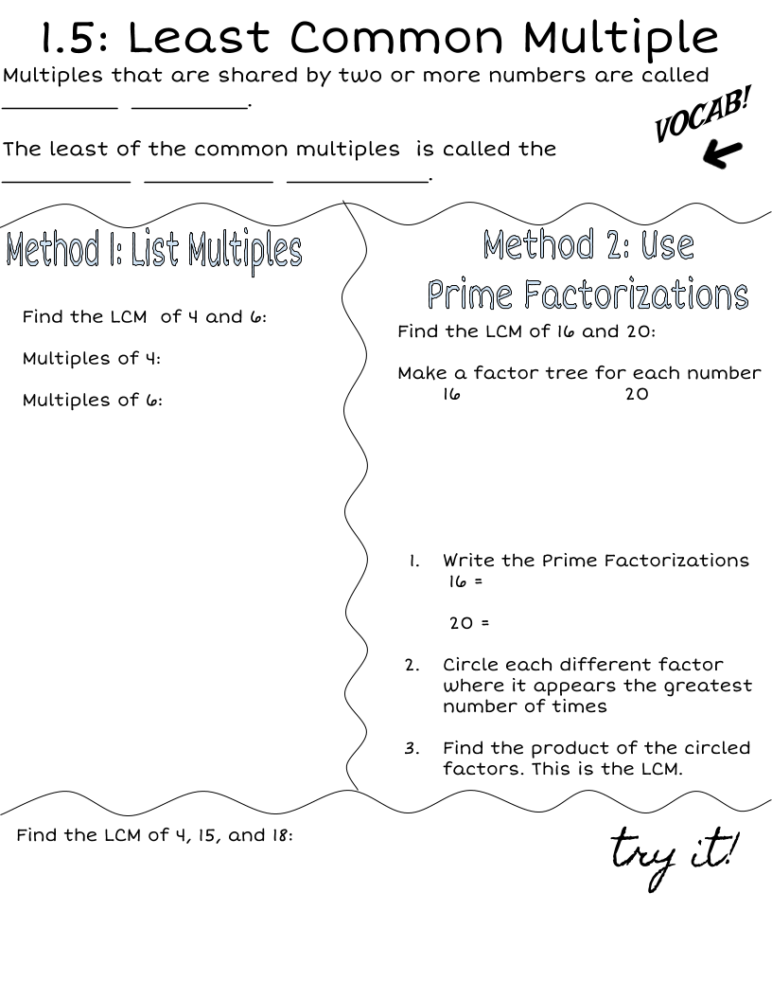 1.5: Least Common Multiple
Multiples that are shared by two or more numbers are called
__________ __________.
VOCAB!
The least of the common multiples  is called the
___________ ___________ ____________.
Method 1: List Multiples
Find the LCM  of 4 and 6:
Multiples of 4:
Multiples of 6:
Method 2: Use
Prime Factorizations
Find the LCM of 16 and 20:
Make a factor tree for each number
16 20
1. Write the Prime Factorizations
16 =
20 =
2. Circle each different factor
where it appears the greatest
number of times
3. Find the product of the circled
factors. This is the LCM.
Find the LCM of 4, 15, and 18:
try it!